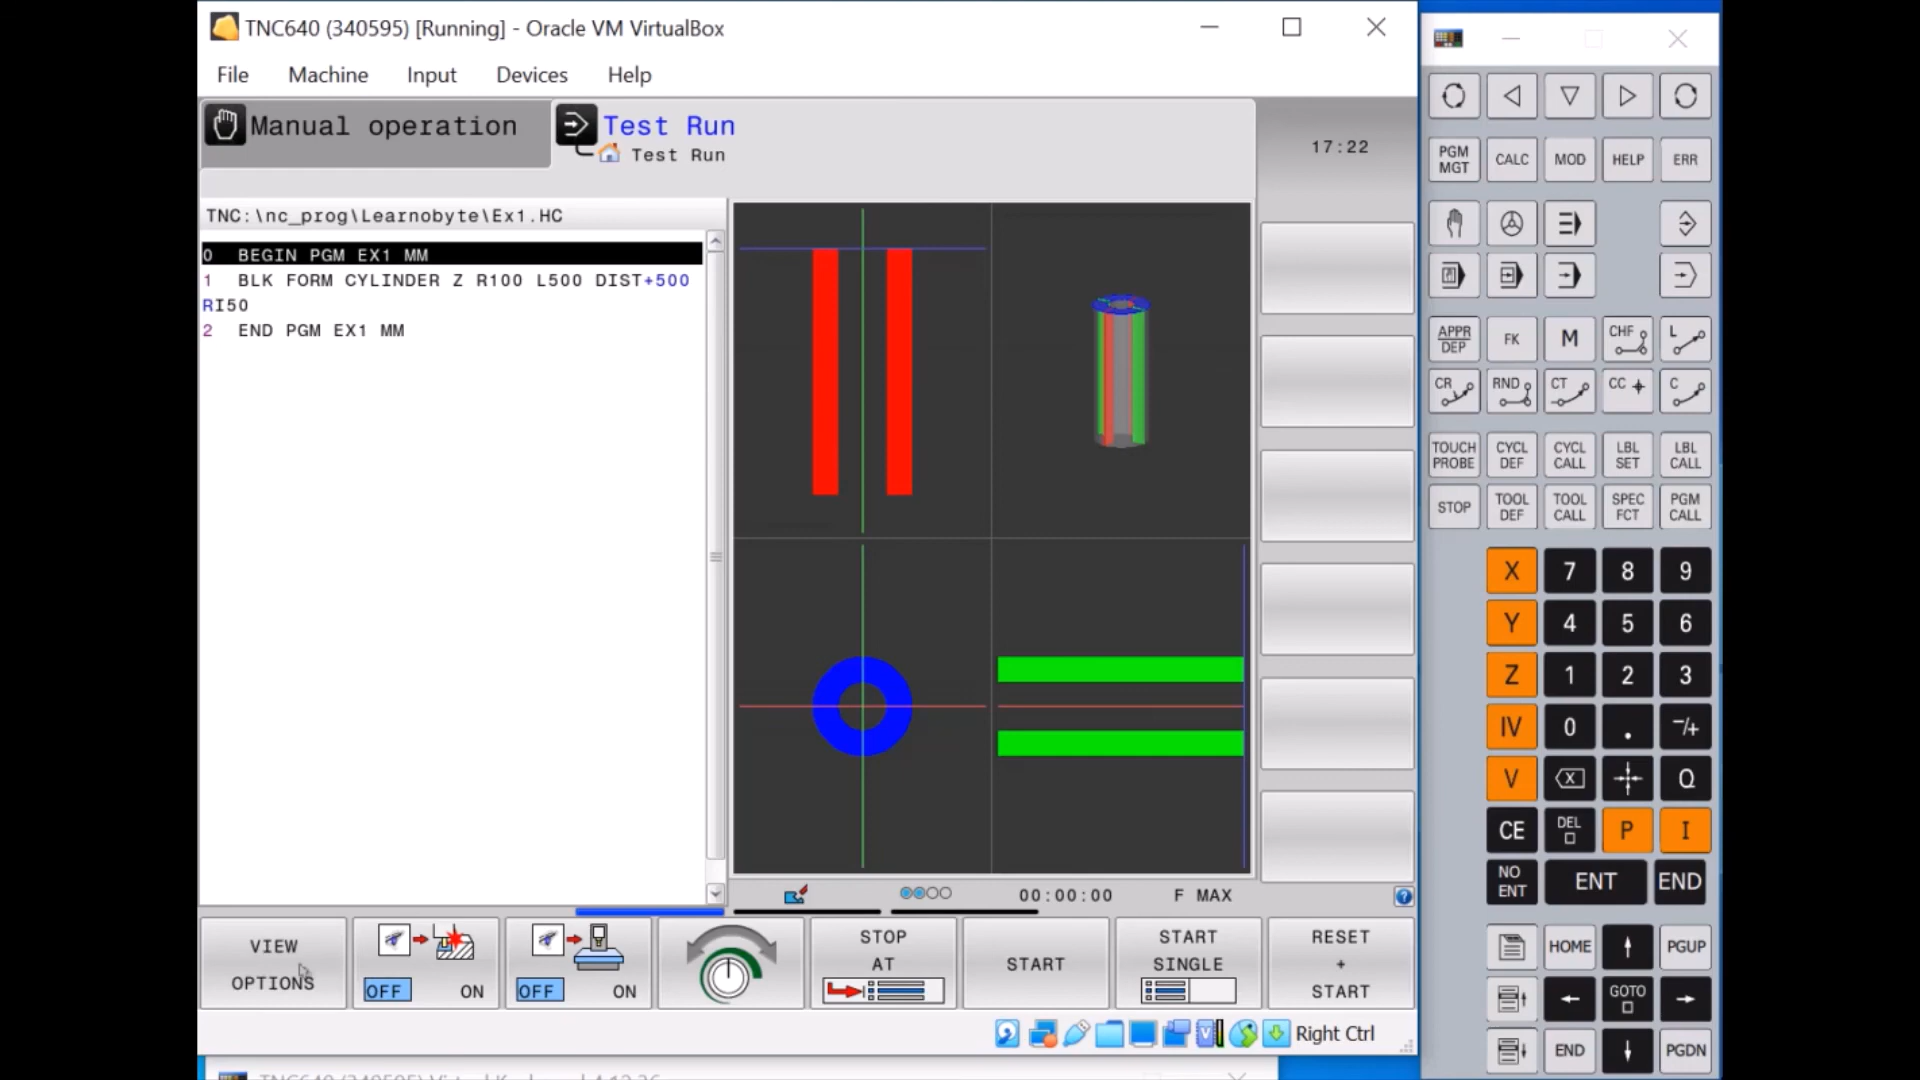 TNC640 (340595) [Running] - Oracle VM VirtualBox
File Machine Input Devices Help
Manual operation
Test Run
Test Run
17:22
TNC:\nc_prog\Learnobyte\Ex1.HC
0 BEGIN PGM EX1 MM
1 BLK FORM CYLINDER Z R100 L500 DIST+500
RI50
2 END PGM EX1 MM
00:00:00 F MAX
VIEW
OPTIONS
OFF ON
OFF ON
STOP
AT
START
START
SINGLE
RESET
+
START
Right Ctrl
PGM
MGT
CALC
MOD
HELP
ERR
APPR
DEP
FK
M
CHF
L
CR
RND
CT
CC
C
TOUCH
PROBE
CYCL
DEF
CYCL
CALL
LBL
SET
LBL
CALL
STOP
TOOL
DEF
TOOL
CALL
SPEC
FCT
PGM
CALL
X 7 8 9
Y 4 5 6
Z 1 2 3
IV 0 . -/+
V X Q
CE
DEL
P I
NO
ENT
ENT
END
HOME
PGUP
GOTO
END
PGDN